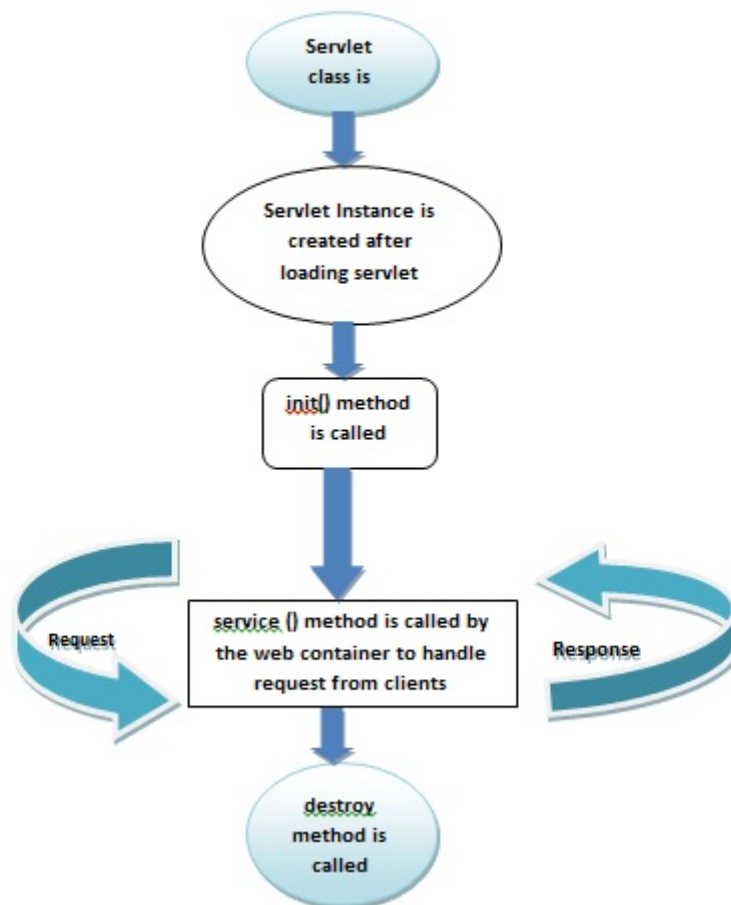 Servlet
class is
Servlet Instance is
created after
loading servlet
init() method
is called
Request
service () method is called by
the web container to handle
request from clients
Response
destroy
method is
called